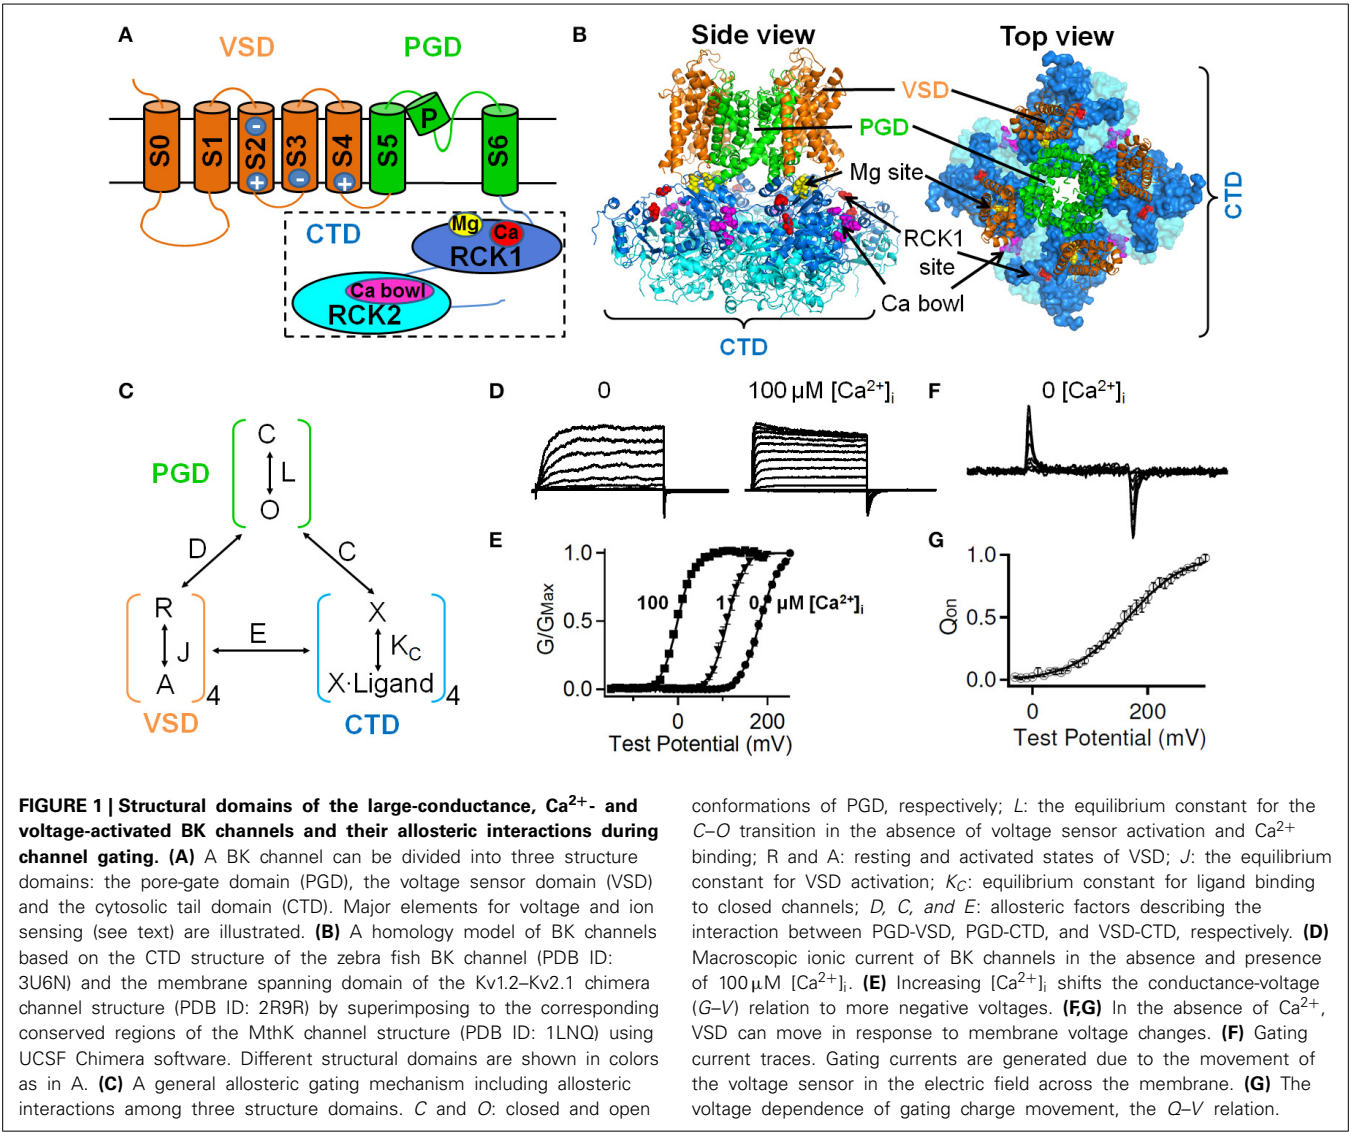 A
VSD
PGD
S0
S1
S2
S3
S4
S5
P
S6
-
+
-
+
CTD
Mg
Ca
RCK1
Ca bowl
RCK2
B
Side view
Top view
VSD
PGD
Mg site
RCK1
site
Ca bowl
CTD
CTD
C
PGD
C
L
O
D
C
R
J
A
4
VSD
E
X
K_C
X·Ligand
4
CTD
D
0
100 µM [Ca²⁺]ᵢ
E
G/G_Max
1.0
0.5
0.0
100
1
0
µM [Ca²⁺]ᵢ
0
200
Test Potential (mV)
F
0 [Ca²⁺]ᵢ
G
Qon
1.0
0.5
0.0
0
200
Test Potential (mV)
FIGURE 1 | Structural domains of the large-conductance, Ca²⁺- and
voltage-activated BK channels and their allosteric interactions during
channel gating. (A) A BK channel can be divided into three structure
domains: the pore-gate domain (PGD), the voltage sensor domain (VSD)
and the cytosolic tail domain (CTD). Major elements for voltage and ion
sensing (see text) are illustrated. (B) A homology model of BK channels
based on the CTD structure of the zebra fish BK channel (PDB ID:
3U6N) and the membrane spanning domain of the Kv1.2–Kv2.1 chimera
channel structure (PDB ID: 2R9R) by superimposing to the corresponding
conserved regions of the MthK channel structure (PDB ID: 1LNQ) using
UCSF Chimera software. Different structural domains are shown in colors
as in A. (C) A general allosteric gating mechanism including allosteric
interactions among three structure domains. C and O: closed and open
conformations of PGD, respectively; L: the equilibrium constant for the
C–O transition in the absence of voltage sensor activation and Ca²⁺
binding; R and A: resting and activated states of VSD; J: the equilibrium
constant for VSD activation; K_C: equilibrium constant for ligand binding
to closed channels; D, C, and E: allosteric factors describing the
interaction between PGD-VSD, PGD-CTD, and VSD-CTD, respectively. (D)
Macroscopic ionic current of BK channels in the absence and presence
of 100 µM [Ca²⁺]ᵢ. (E) Increasing [Ca²⁺]ᵢ shifts the conductance-voltage
(G–V) relation to more negative voltages. (F,G) In the absence of Ca²⁺,
VSD can move in response to membrane voltage changes. (F) Gating
current traces. Gating currents are generated due to the movement of
the voltage sensor in the electric field across the membrane. (G) The
voltage dependence of gating charge movement, the Q–V relation.